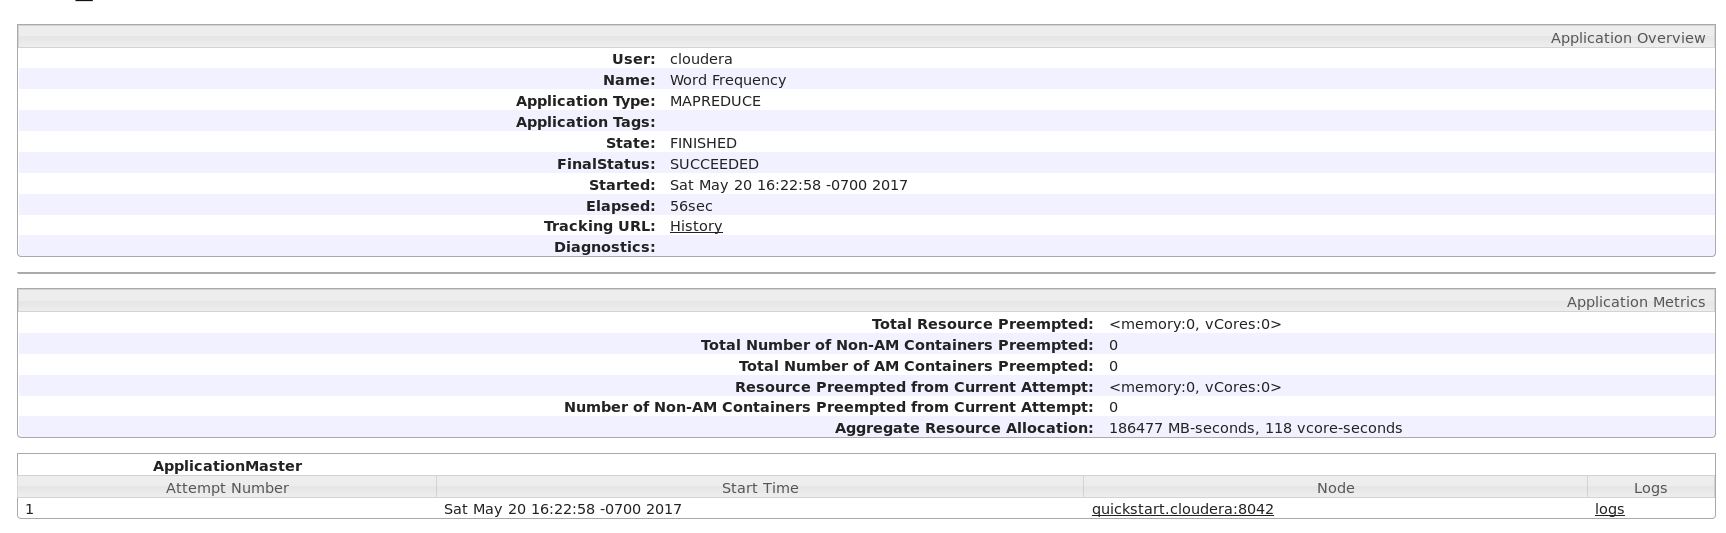 Application Overview
User: cloudera
Name: Word Frequency
Application Type: MAPREDUCE
Application Tags:
State: FINISHED
FinalStatus: SUCCEEDED
Started: Sat May 20 16:22:58 -0700 2017
Elapsed: 56sec
Tracking URL: History
Diagnostics:
Application Metrics
Total Resource Preempted: <memory:0, vCores:0>
Total Number of Non-AM Containers Preempted: 0
Total Number of AM Containers Preempted: 0
Resource Preempted from Current Attempt: <memory:0, vCores:0>
Number of Non-AM Containers Preempted from Current Attempt: 0
Aggregate Resource Allocation: 186477 MB-seconds, 118 vcore-seconds
ApplicationMaster
Attempt Number Start Time Node Logs
1 Sat May 20 16:22:58 -0700 2017 quickstart.cloudera:8042 logs